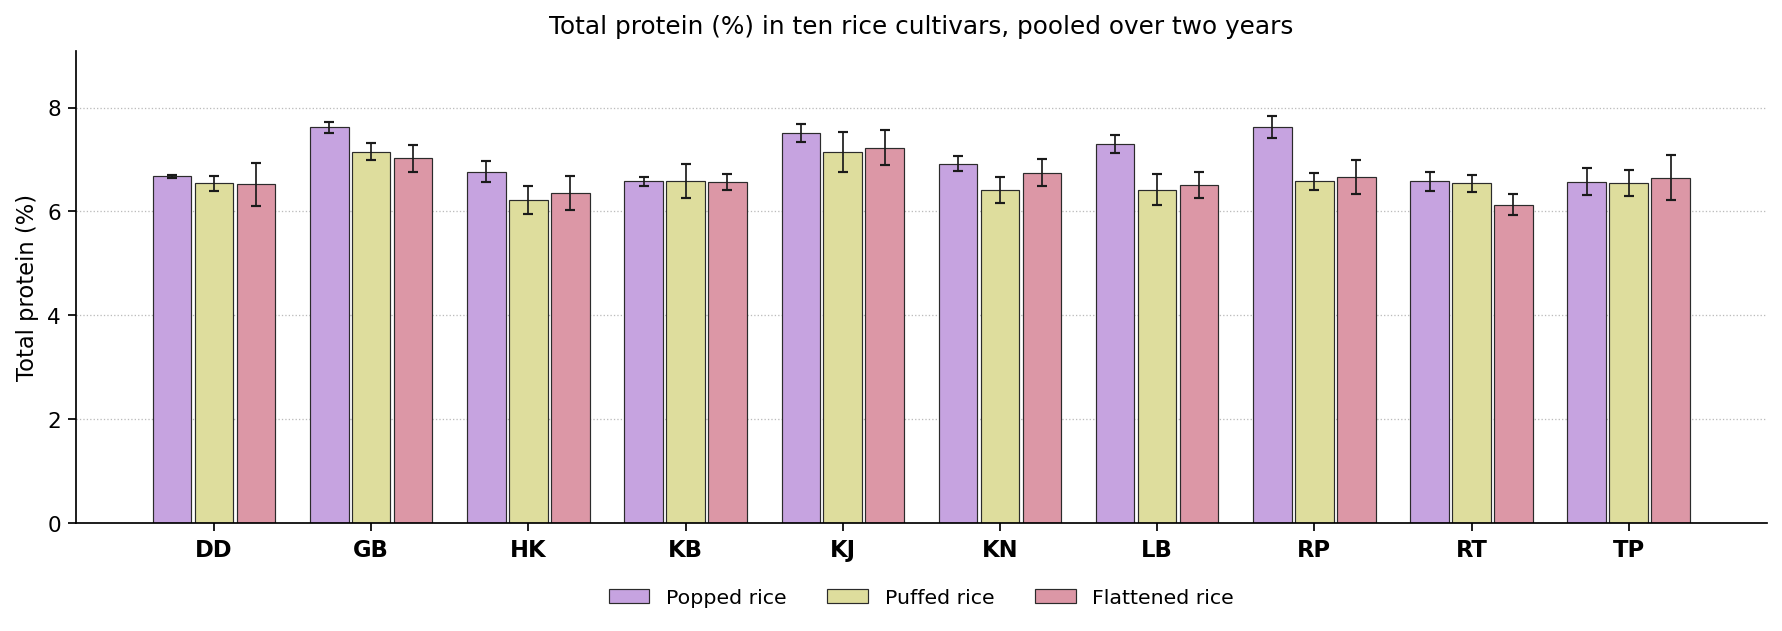 Total protein (%) in ten rice cultivars, pooled over two years
Total protein (%)
8
6
4
2
0
DD GB HK KB KJ KN LB RP RT TP
Popped rice Puffed rice Flattened rice